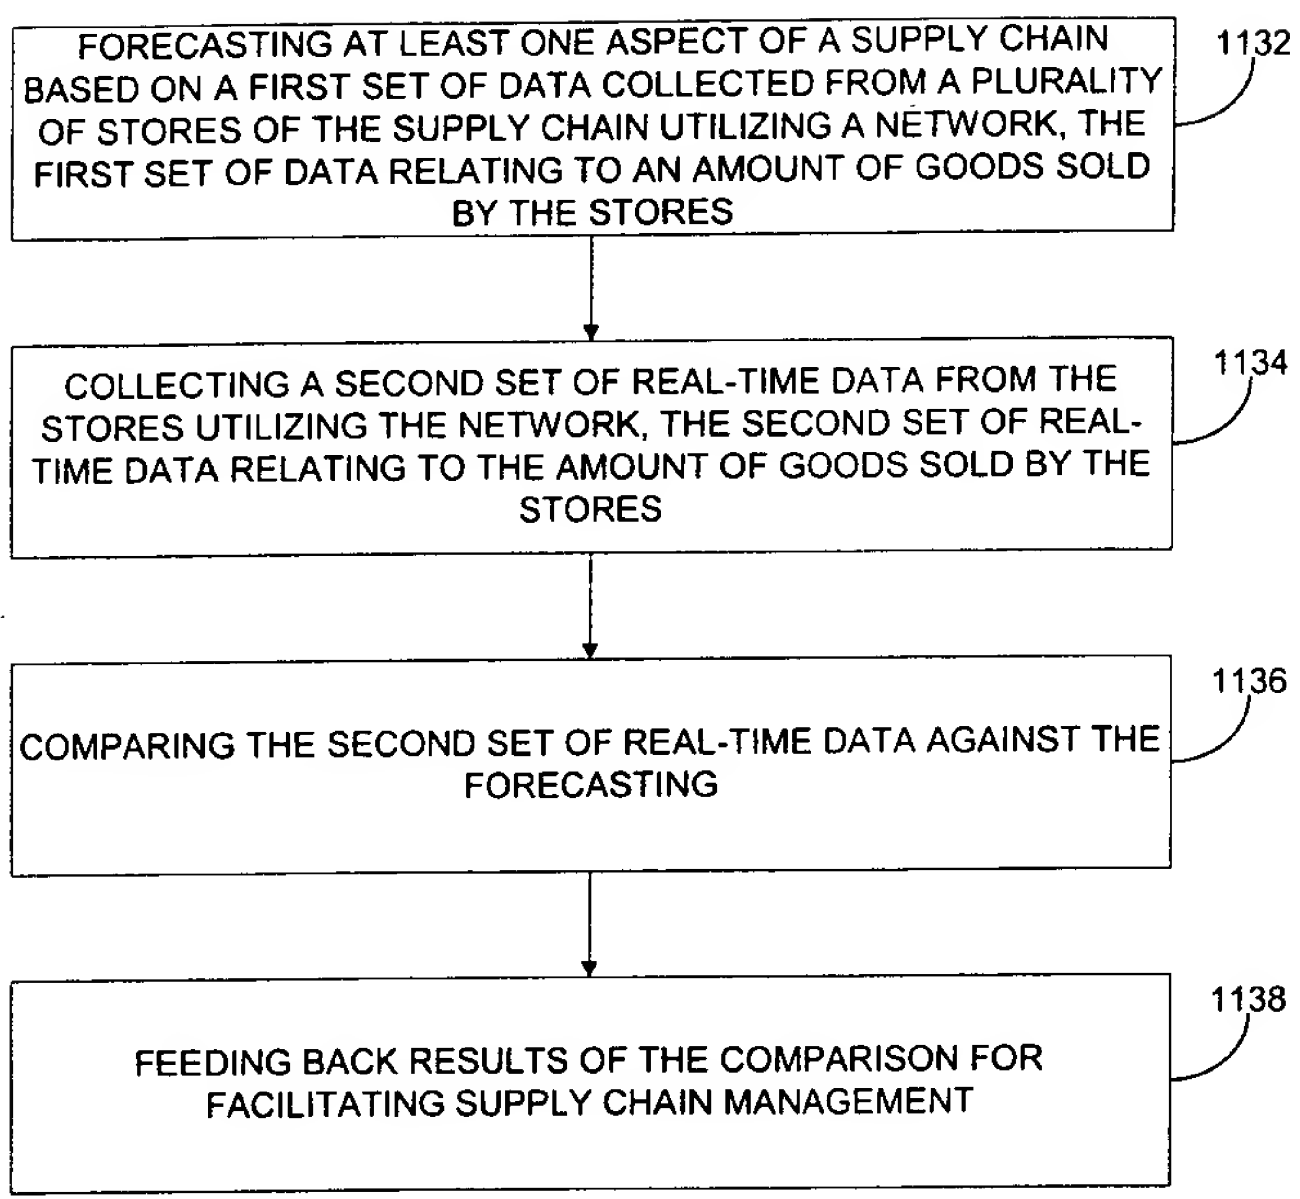 FORECASTING AT LEAST ONE ASPECT OF A SUPPLY CHAIN
BASED ON A FIRST SET OF DATA COLLECTED FROM A PLURALITY
OF STORES OF THE SUPPLY CHAIN UTILIZING A NETWORK, THE
FIRST SET OF DATA RELATING TO AN AMOUNT OF GOODS SOLD
BY THE STORES
1132
COLLECTING A SECOND SET OF REAL-TIME DATA FROM THE
STORES UTILIZING THE NETWORK, THE SECOND SET OF REAL-
TIME DATA RELATING TO THE AMOUNT OF GOODS SOLD BY THE
STORES
1134
COMPARING THE SECOND SET OF REAL-TIME DATA AGAINST THE
FORECASTING
1136
FEEDING BACK RESULTS OF THE COMPARISON FOR
FACILITATING SUPPLY CHAIN MANAGEMENT
1138